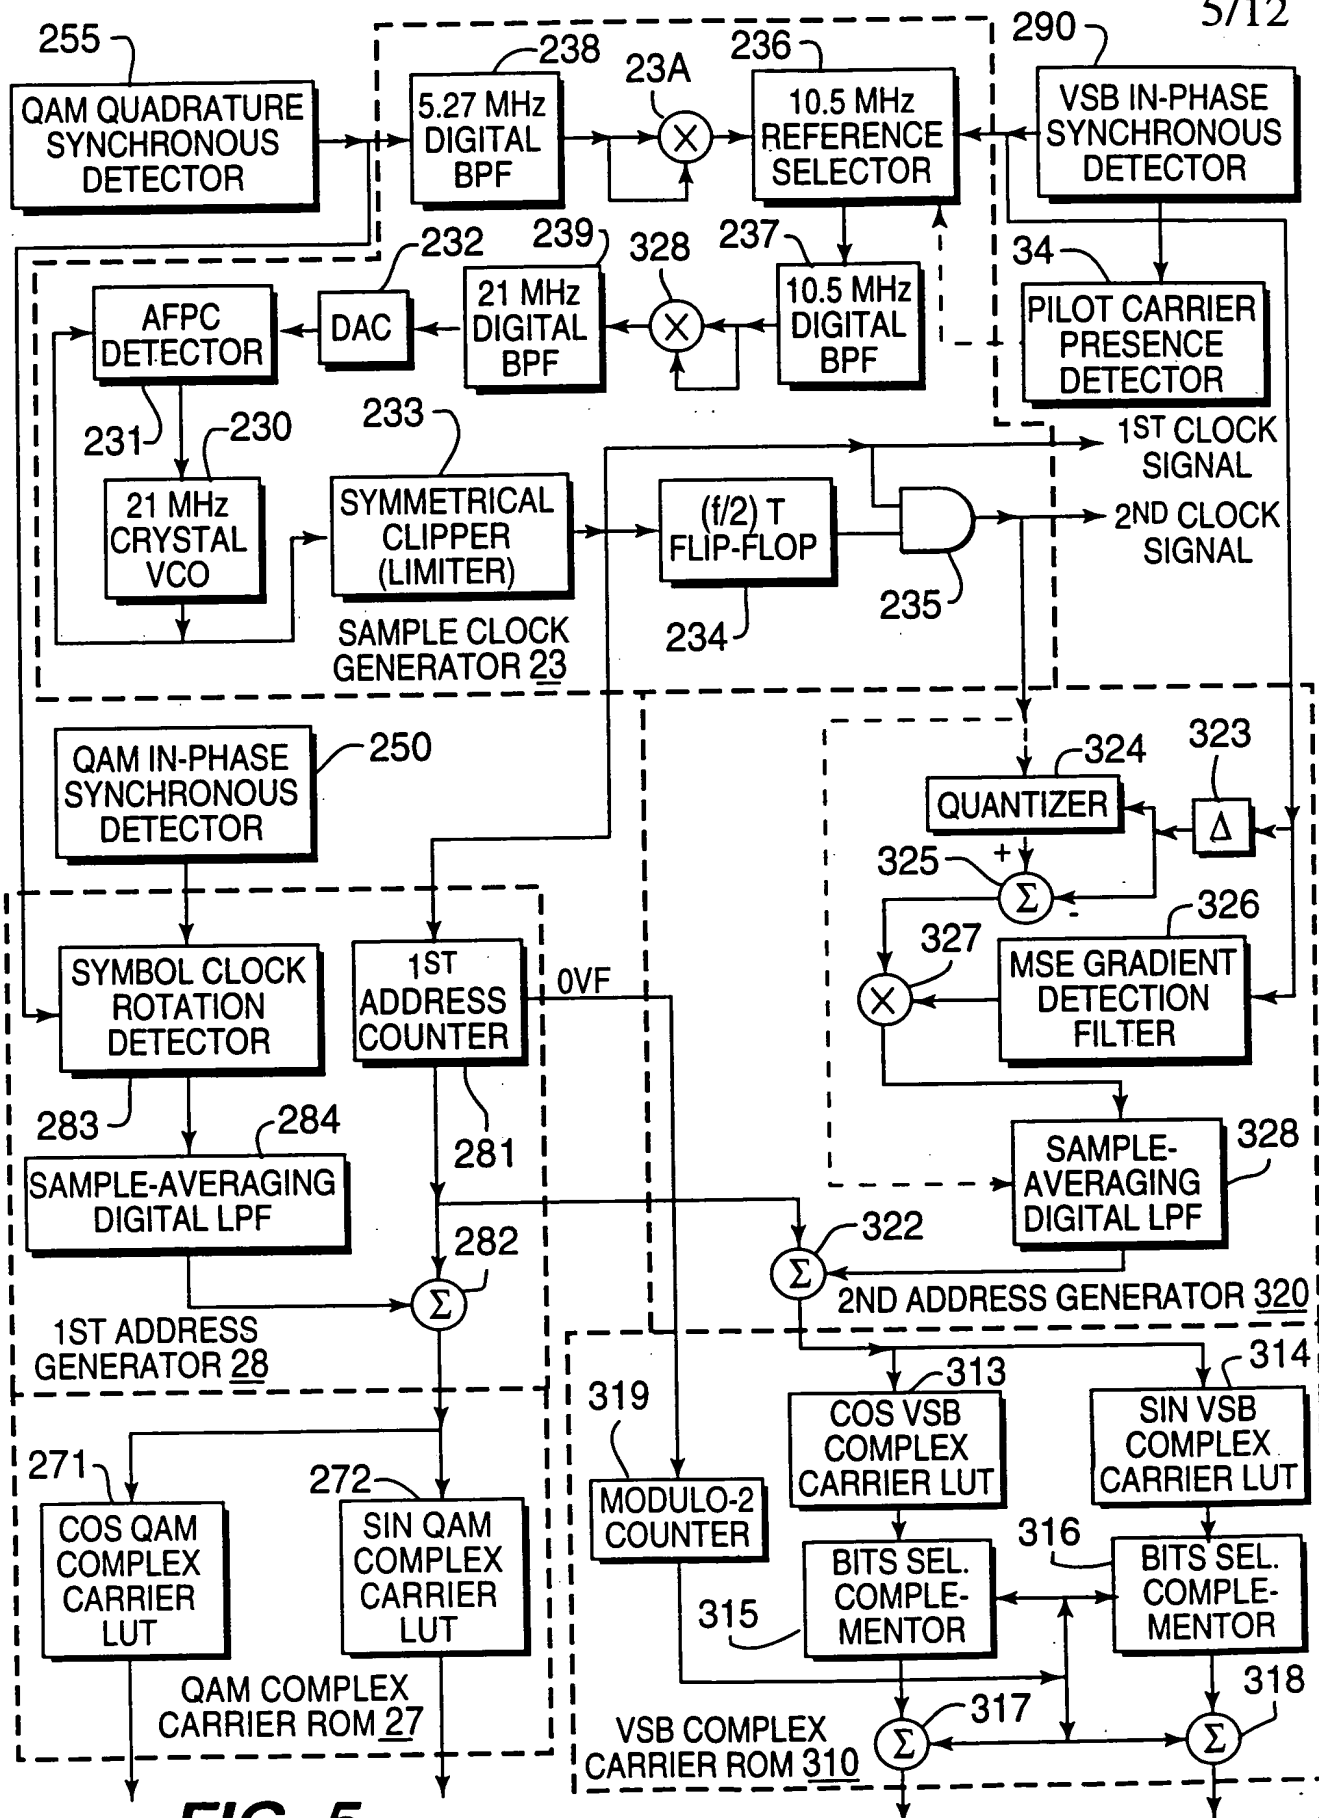 5/12
255
238
23A
236
290
QAM QUADRATURE
SYNCHRONOUS
DETECTOR
5.27 MHz
DIGITAL
BPF
X
10.5 MHz
REFERENCE
SELECTOR
VSB IN-PHASE
SYNCHRONOUS
DETECTOR
232
239
328
237
34
AFPC
DETECTOR
DAC
21 MHz
DIGITAL
BPF
X
10.5 MHz
DIGITAL
BPF
PILOT CARRIER
PRESENCE
DETECTOR
231
230
233
1ST CLOCK
SIGNAL
21 MHz
CRYSTAL
VCO
SYMMETRICAL
CLIPPER
(LIMITER)
(f/2) T
FLIP-FLOP
2ND CLOCK
SIGNAL
235
234
SAMPLE CLOCK
GENERATOR 23
250
QAM IN-PHASE
SYNCHRONOUS
DETECTOR
324
323
QUANTIZER
Δ
325
+
Σ
-
326
327
SYMBOL CLOCK
ROTATION
DETECTOR
1ST
ADDRESS
COUNTER
OVF
X
MSE GRADIENT
DETECTION
FILTER
283
284
281
328
SAMPLE-AVERAGING
DIGITAL LPF
SAMPLE-
AVERAGING
DIGITAL LPF
282
322
Σ
Σ
2ND ADDRESS GENERATOR 320
1ST ADDRESS
GENERATOR 28
319
313
314
COS VSB
COMPLEX
CARRIER LUT
SIN VSB
COMPLEX
CARRIER LUT
271
272
COS QAM
COMPLEX
CARRIER
LUT
SIN QAM
COMPLEX
CARRIER
LUT
MODULO-2
COUNTER
316
BITS SEL.
COMPLE-
MENTOR
BITS SEL.
COMPLE-
MENTOR
315
QAM COMPLEX
CARRIER ROM 27
317
318
Σ
Σ
VSB COMPLEX
CARRIER ROM 310
FIG. 5